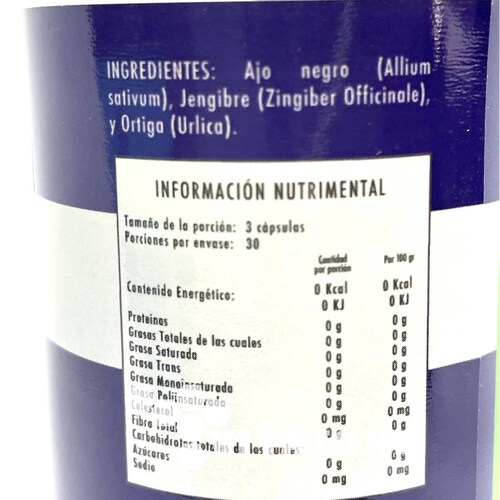 INGREDIENTES: Ajo negro (Allium
sativum), Jengibre (Zingiber Officinale),
y Ortiga (Urlica).
INFORMACIÓN NUTRIMENTAL
Tamaño de la porción: 3 cápsulas
Porciones por envase: 30
Cantidad por porción Por 100 gr
Contenido Energético: 0 Kcal 0 Kcal
0 KJ 0 KJ
Proteinas 0 g 0 g
Grasas Totales de las cuales 0 g 0 g
Grasa Saturada 0 g 0 g
Grasa Trans 0 g 0 g
Grasa Monoinsaturada 0 g 0 g
Grasa Poliinsaturada 0 g 0 g
Colesterol 0 mg 0 mg
Fibra total 0 g 0 g
Carbohidratos totales de los cuales:
Azúcares 0 g 0 g
Sodio 0 mg 0 mg